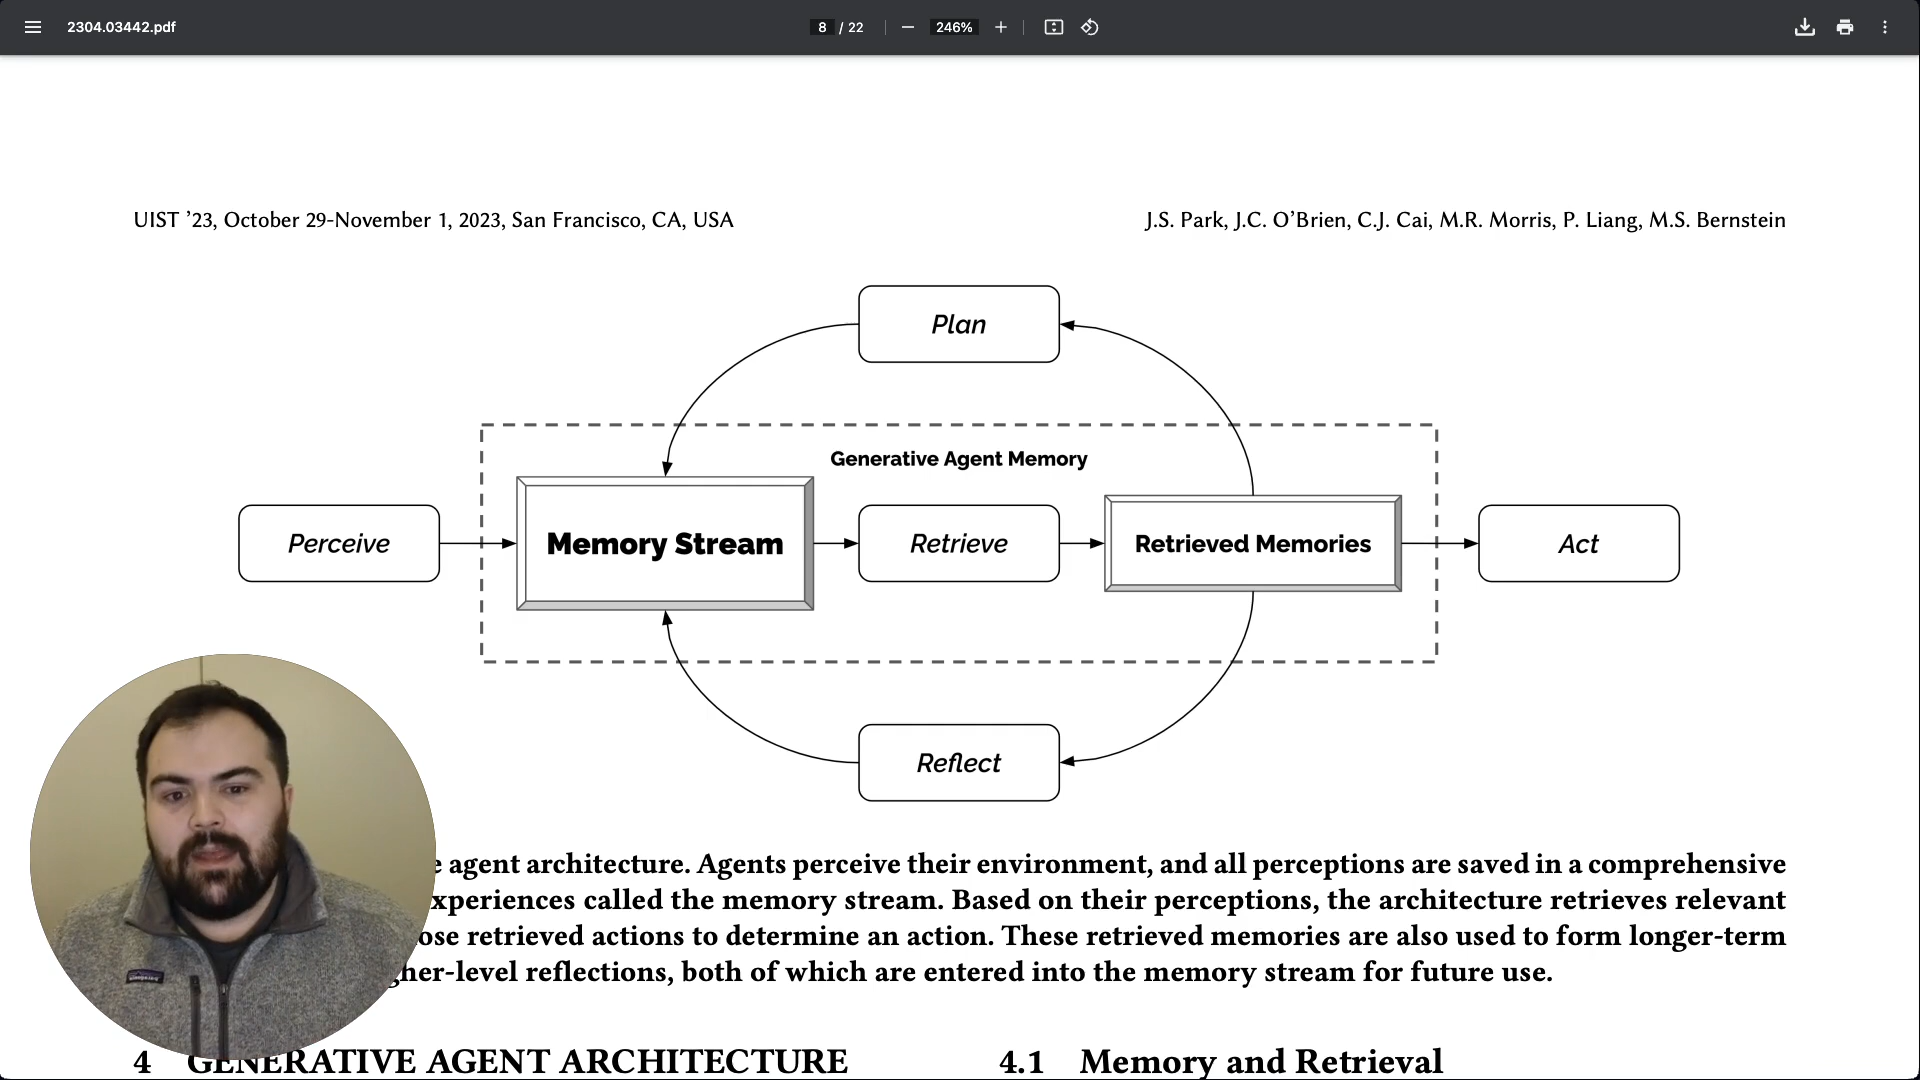 2304.03442.pdf
8 / 22
246%
UIST ’23, October 29-November 1, 2023, San Francisco, CA, USA
J.S. Park, J.C. O’Brien, C.J. Cai, M.R. Morris, P. Liang, M.S. Bernstein
Plan
Generative Agent Memory
Perceive
Memory Stream
Retrieve
Retrieved Memories
Act
Reflect
agent architecture. Agents perceive their environment, and all perceptions are saved in a comprehensive
xperiences called the memory stream. Based on their perceptions, the architecture retrieves relevant
ose retrieved actions to determine an action. These retrieved memories are also used to form longer-term
gher-level reflections, both of which are entered into the memory stream for future use.
4 GENERATIVE AGENT ARCHITECTURE
4.1 Memory and Retrieval